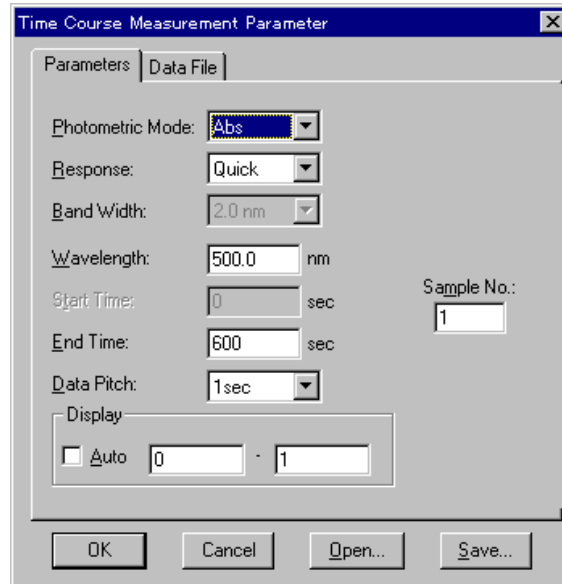 Time Course Measurement Parameter
Parameters Data File
Photometric Mode: Abs
Response: Quick
Band Width: 2.0 nm
Wavelength: 500.0 nm
Start Time: 0 sec
Sample No.:
1
End Time: 600 sec
Data Pitch: 1sec
Display
Auto 0 - 1
OK Cancel Open... Save...